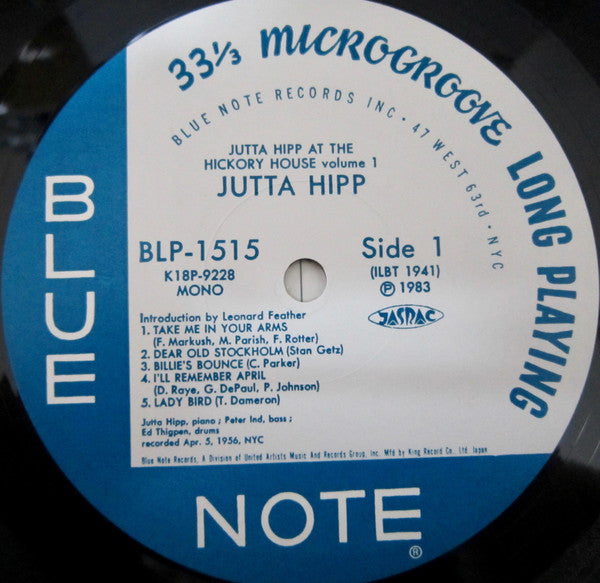 33⅓ MICROGROOVE LONG PLAYING
BLUE NOTE RECORDS INC • 47 WEST 63rd • NYC
JUTTA HIPP AT THE
HICKORY HOUSE volume 1
JUTTA HIPP
BLP-1515
K18P-9228
MONO
Side 1
(ILBT 1941)
Ⓟ 1983
JASRAC
Introduction by Leonard Feather
1. TAKE ME IN YOUR ARMS
(F. Markush, M. Parish, F. Rotter)
2. DEAR OLD STOCKHOLM (Stan Getz)
3. BILLIE'S BOUNCE (C. Parker)
4. I'LL REMEMBER APRIL
(D. Raye, G. DePaul, P. Johnson)
5. LADY BIRD (T. Dameron)
Jutta Hipp, piano ; Peter Ind, bass ;
Ed Thigpen, drums
recorded Apr. 5, 1956, NYC
Blue Note Records, A Division of United Artists Music And Records Group, Inc. Mfd by King Record Co. Ltd. Japan
BLUE
NOTE®